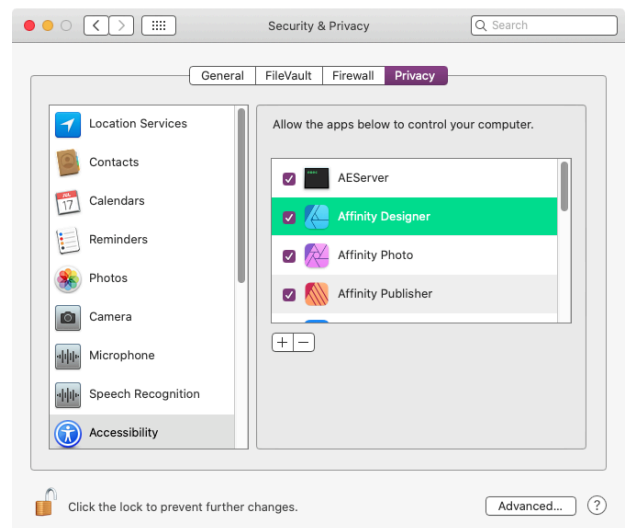 Security & Privacy
Search
General FileVault Firewall Privacy
Location Services
Contacts
JUL
17
Calendars
Reminders
Photos
Camera
Microphone
Speech Recognition
Accessibility
Allow the apps below to control your computer.
AEServer
Affinity Designer
Affinity Photo
Affinity Publisher
+ −
Click the lock to prevent further changes.
Advanced... ?